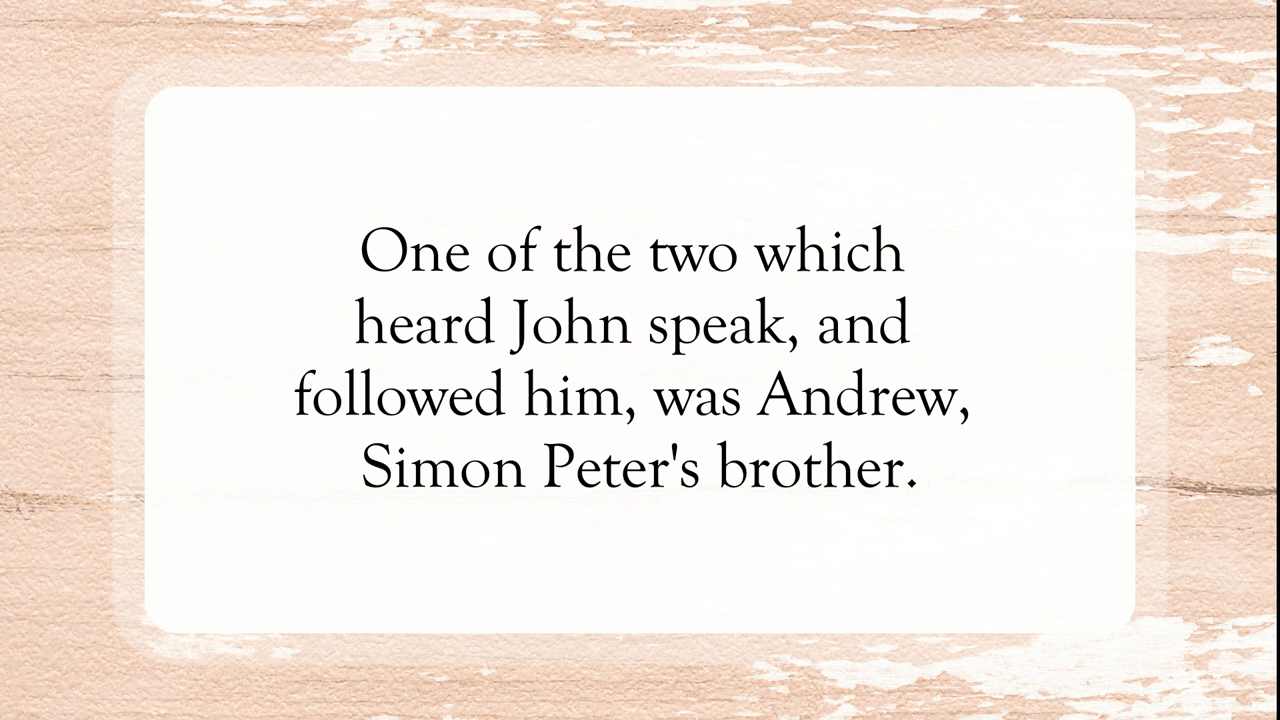 One of the two which
heard John speak, and
followed him, was Andrew,
Simon Peter's brother.